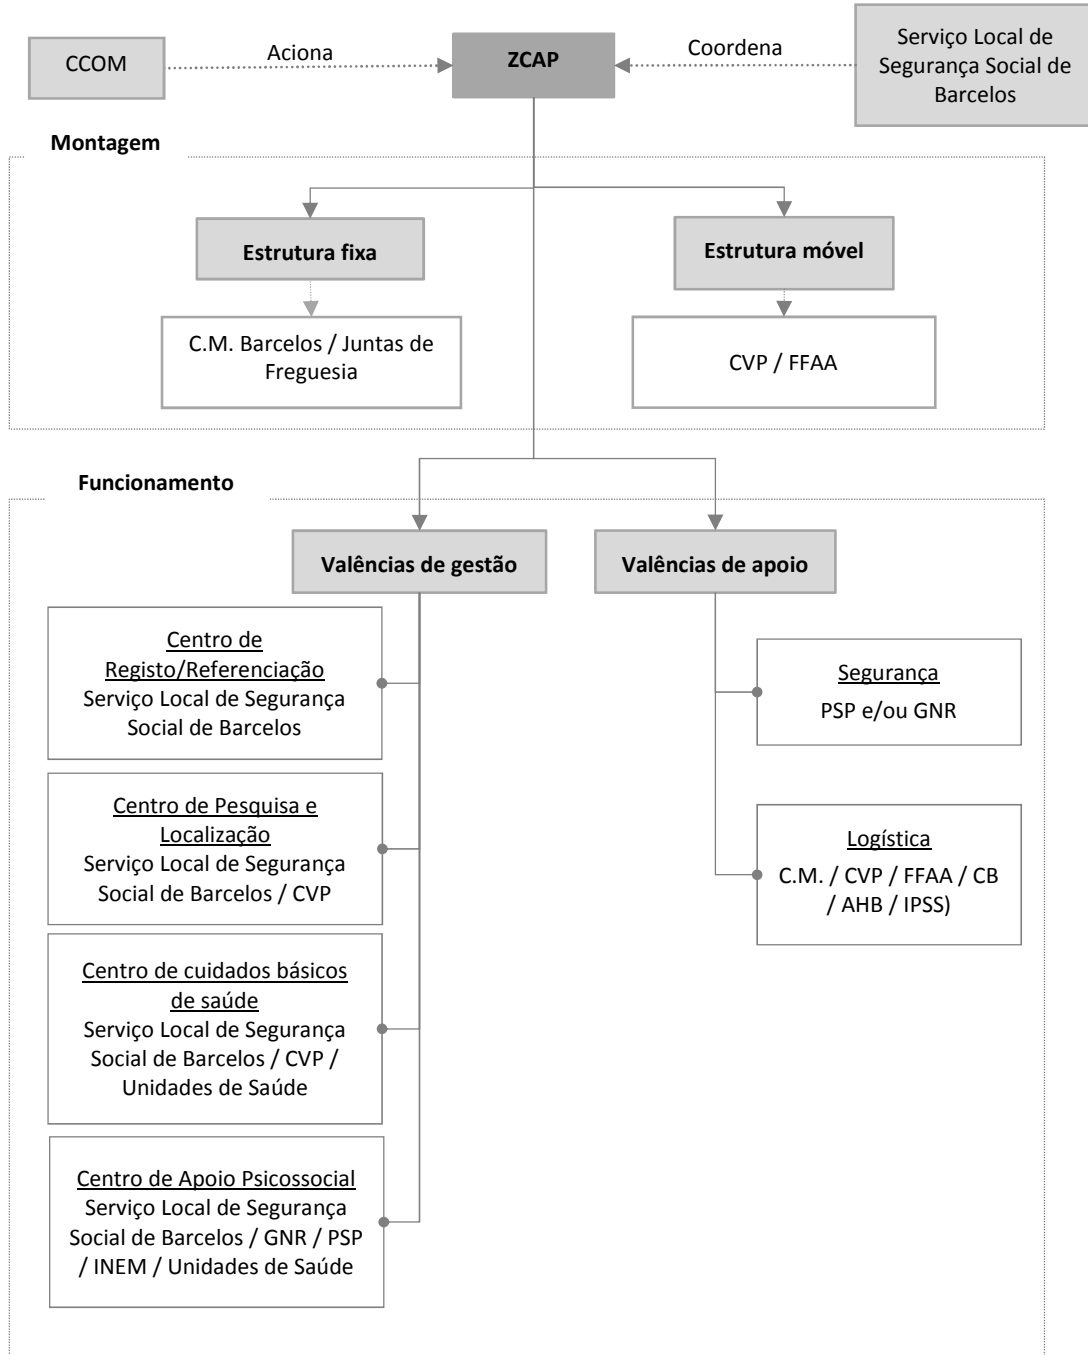 CCOM
Aciona
ZCAP
Coordena
Serviço Local de
Segurança Social de
Barcelos
Montagem
Estrutura fixa
Estrutura móvel
C.M. Barcelos / Juntas de
Freguesia
CVP / FFAA
Funcionamento
Valências de gestão
Valências de apoio
Centro de
Registo/Referenciação
Serviço Local de Segurança
Social de Barcelos
Centro de Pesquisa e
Localização
Serviço Local de Segurança
Social de Barcelos / CVP
Centro de cuidados básicos
de saúde
Serviço Local de Segurança
Social de Barcelos / CVP /
Unidades de Saúde
Centro de Apoio Psicossocial
Serviço Local de Segurança
Social de Barcelos / GNR / PSP
/ INEM / Unidades de Saúde
Segurança
PSP e/ou GNR
Logística
C.M. / CVP / FFAA / CB
/ AHB / IPSS)